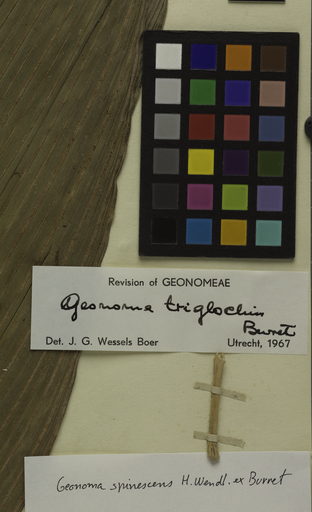 Revision of GEONOMEAE
Geonoma triglochin
Burret
Det. J. G. Wessels Boer Utrecht, 1967
Geonoma spinescens H. Wendl. ex Burret